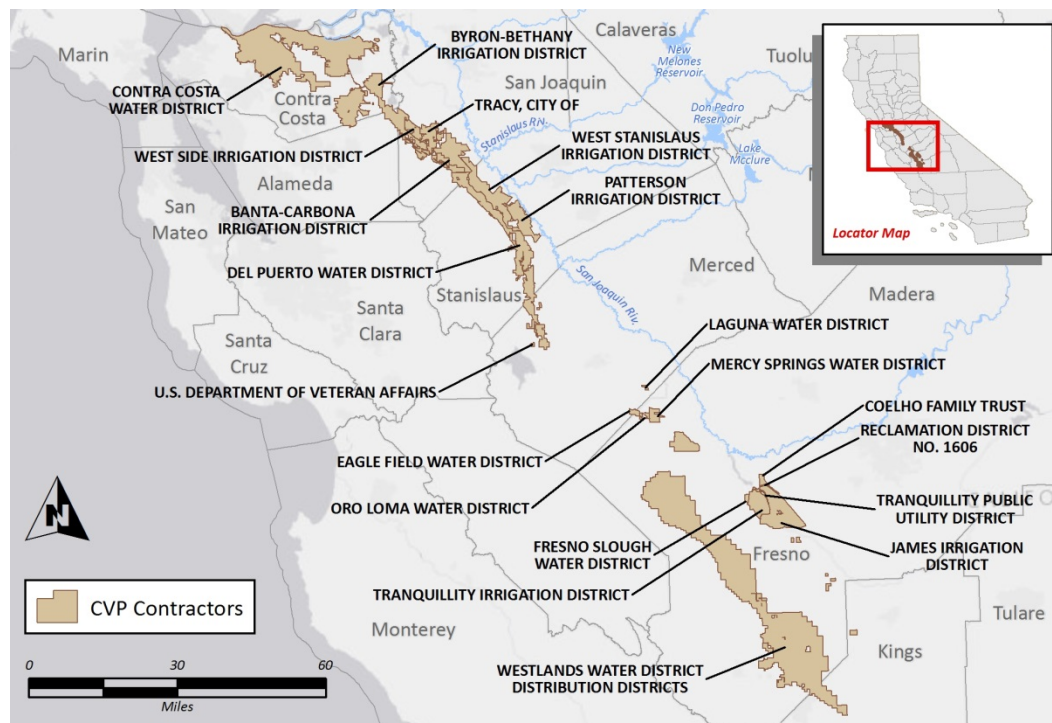 Marin
BYRON-BETHANY
IRRIGATION DISTRICT
Calaveras
New
Melones
Reservoir
Tuolu
CONTRA COSTA
WATER DISTRICT
Contra
Costa
San Joaquin
TRACY, CITY OF
Don Pedro
Reservoir
Stanislaus Riv.
WEST SIDE IRRIGATION DISTRICT
WEST STANISLAUS
IRRIGATION DISTRICT
Lake
Mcclure
Alameda
PATTERSON
IRRIGATION DISTRICT
San
Mateo
BANTA-CARBONA
IRRIGATION DISTRICT
Locator Map
DEL PUERTO WATER DISTRICT
San Joaquin Riv.
Merced
Stanislaus
Madera
Santa
Clara
LAGUNA WATER DISTRICT
Santa
Cruz
MERCY SPRINGS WATER DISTRICT
U.S. DEPARTMENT OF VETERAN AFFAIRS
COELHO FAMILY TRUST
RECLAMATION DISTRICT
NO. 1606
EAGLE FIELD WATER DISTRICT
N
ORO LOMA WATER DISTRICT
TRANQUILLITY PUBLIC
UTILITY DISTRICT
FRESNO SLOUGH
WATER DISTRICT
Fresno
JAMES IRRIGATION
DISTRICT
CVP Contractors
TRANQUILLITY IRRIGATION DISTRICT
Tulare
Monterey
Kings
0 30 60
Miles
WESTLANDS WATER DISTRICT
DISTRIBUTION DISTRICTS